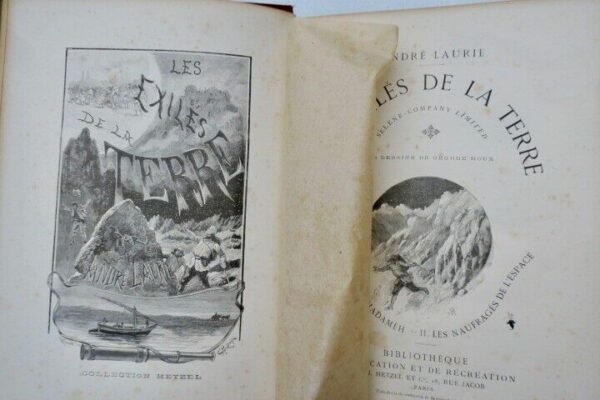 LES
EXILÉS
DE LA
TERRE
ANDRÉ LAURIE
COLLECTION HETZEL
NDRÉ LAURIE
LÉS DE LA TERRE
SELENE-COMPANY LIMITED
DESSINS DE GEORGE ROUX
ADAMEH — II. LES NAUFRAGÉS DE L'ESPACE
BIBLIOTHÈQUE
CATION ET DE RÉCRÉATION
J. HETZEL ET Cie, 18, RUE JACOB
PARIS